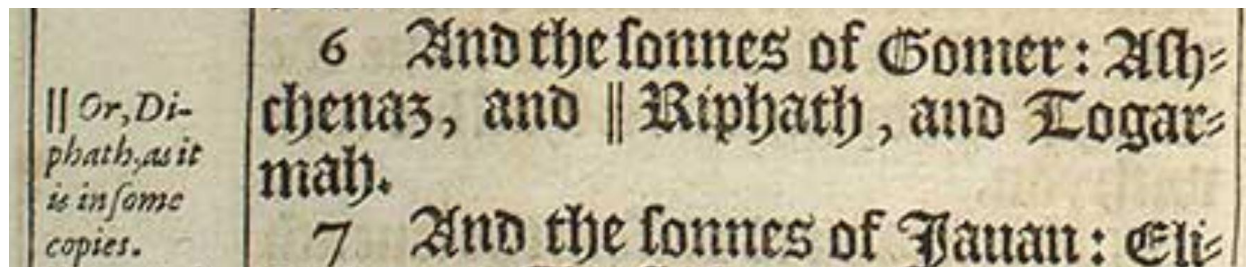 || Or, Di-
phath, as it
is in ſome
copies.
6 And the ſonnes of Gomer: Aſh-
chenaz, and || Riphath, and Togar-
mah.
7 And the ſonnes of Jauan: Eli-